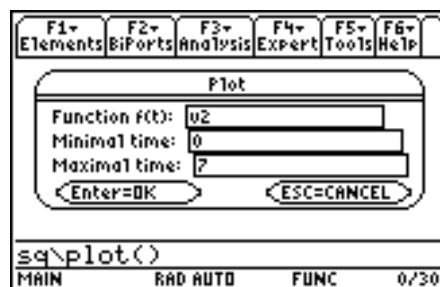 F1▾ F2▾ F3▾ F4▾ F5▾ F6▾
Elements BiPorts Analysis Expert Tools Help
Plot
Function f(t): v2
Minimal time: 0
Maximal time: 7
Enter=OK ESC=CANCEL
sq\plot()
MAIN RAD AUTO FUNC 0/30